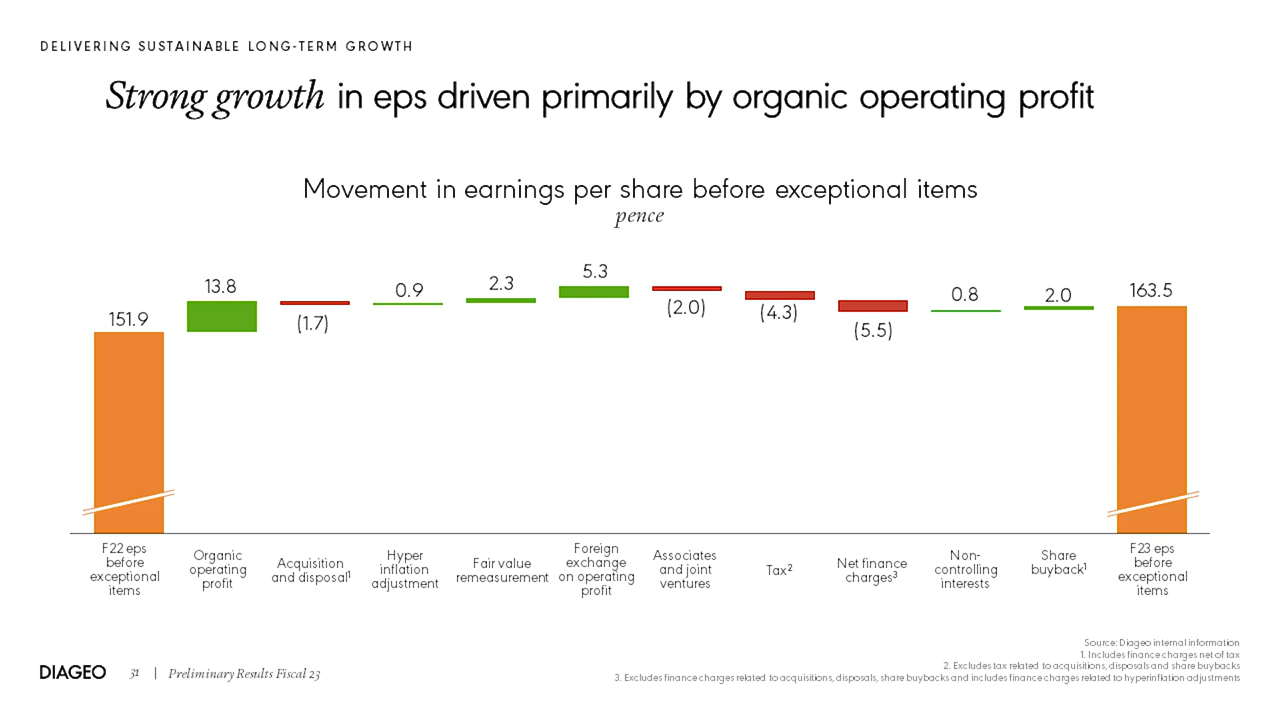 DELIVERING SUSTAINABLE LONG-TERM GROWTH
Strong growth in eps driven primarily by organic operating profit
Movement in earnings per share before exceptional items
pence
151.9
13.8
(1.7)
0.9
2.3
5.3
(2.0)
(4.3)
(5.5)
0.8
2.0
163.5
F22 eps
before
exceptional
items
Organic
operating
profit
Acquisition
and disposal¹
Hyper
inflation
adjustment
Fair value
remeasurement
Foreign
exchange
on operating
profit
Associates
and joint
ventures
Tax²
Net finance
charges³
Non-
controlling
interests
Share
buyback¹
F23 eps
before
exceptional
items
Source: Diageo internal information
1. Includes finance charges net of tax
2. Excludes tax related to acquisitions, disposals and share buybacks
3. Excludes finance charges related to acquisitions, disposals, share buybacks and includes finance charges related to hyperinflation adjustments
DIAGEO 31 | Preliminary Results Fiscal 23